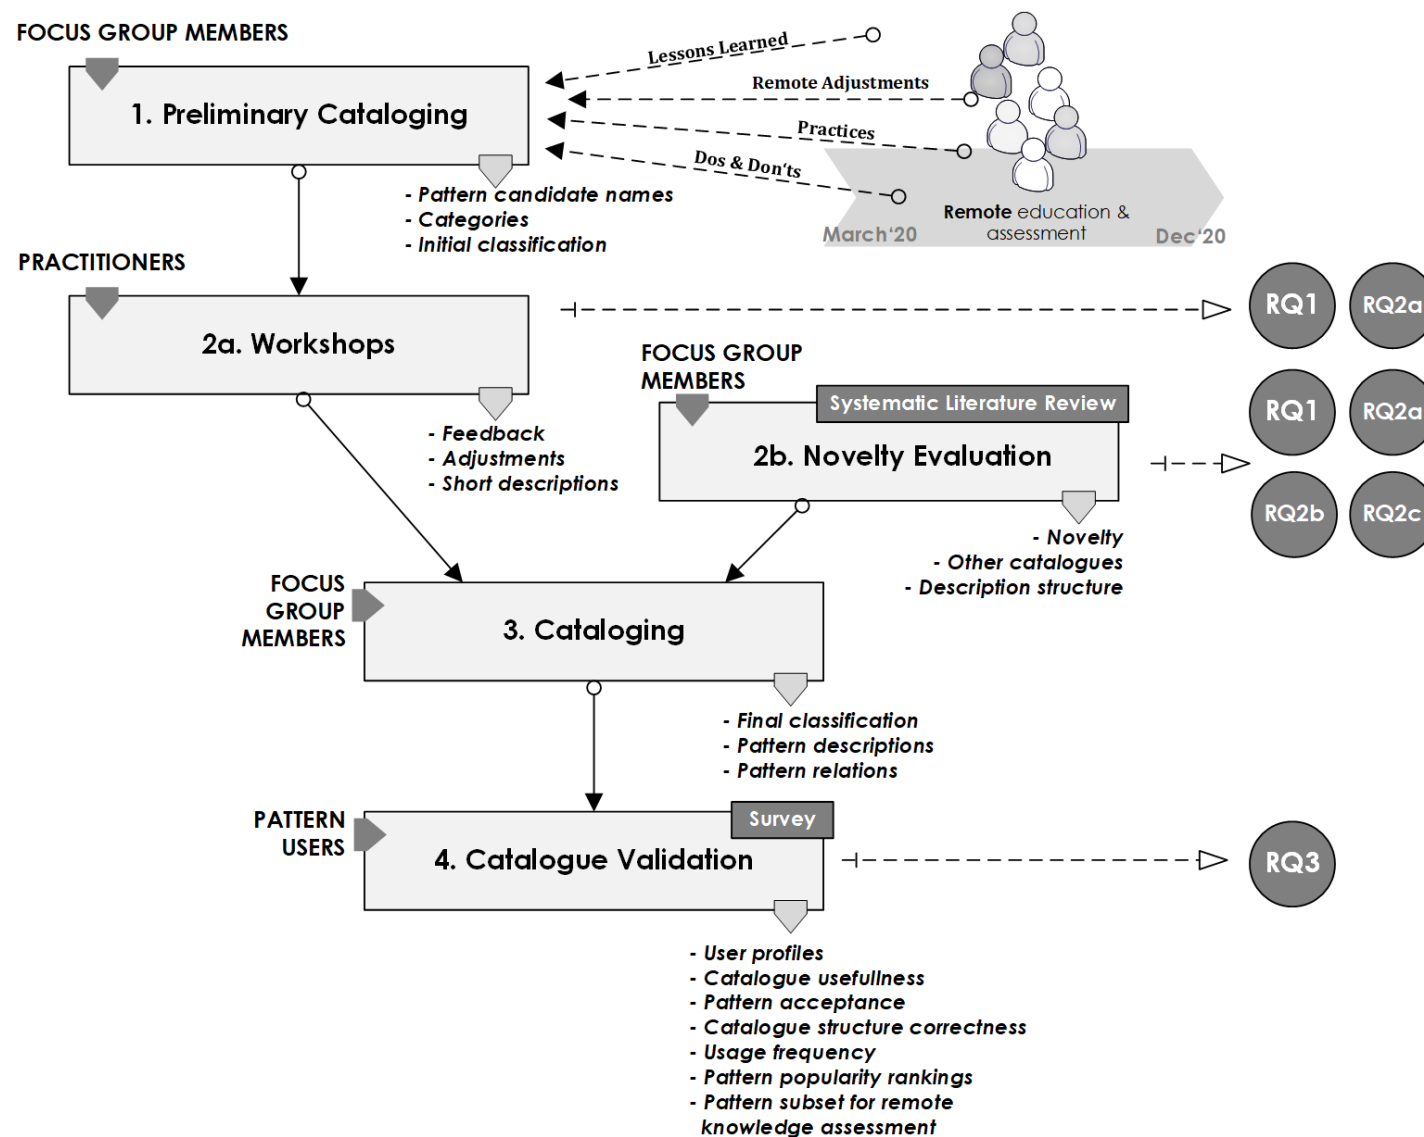 FOCUS GROUP MEMBERS
1. Preliminary Cataloging
Lessons Learned
Remote Adjustments
Practices
Dos & Don'ts
Remote education &
assessment
March'20
Dec'20
- Pattern candidate names
- Categories
- Initial classification
PRACTITIONERS
2a. Workshops
RQ1
RQ2a
- Feedback
- Adjustments
- Short descriptions
FOCUS GROUP
MEMBERS
Systematic Literature Review
2b. Novelty Evaluation
RQ1
RQ2a
RQ2b
RQ2c
- Novelty
- Other catalogues
- Description structure
FOCUS
GROUP
MEMBERS
3. Cataloging
- Final classification
- Pattern descriptions
- Pattern relations
PATTERN
USERS
Survey
4. Catalogue Validation
RQ3
- User profiles
- Catalogue usefullness
- Pattern acceptance
- Catalogue structure correctness
- Usage frequency
- Pattern popularity rankings
- Pattern subset for remote
knowledge assessment